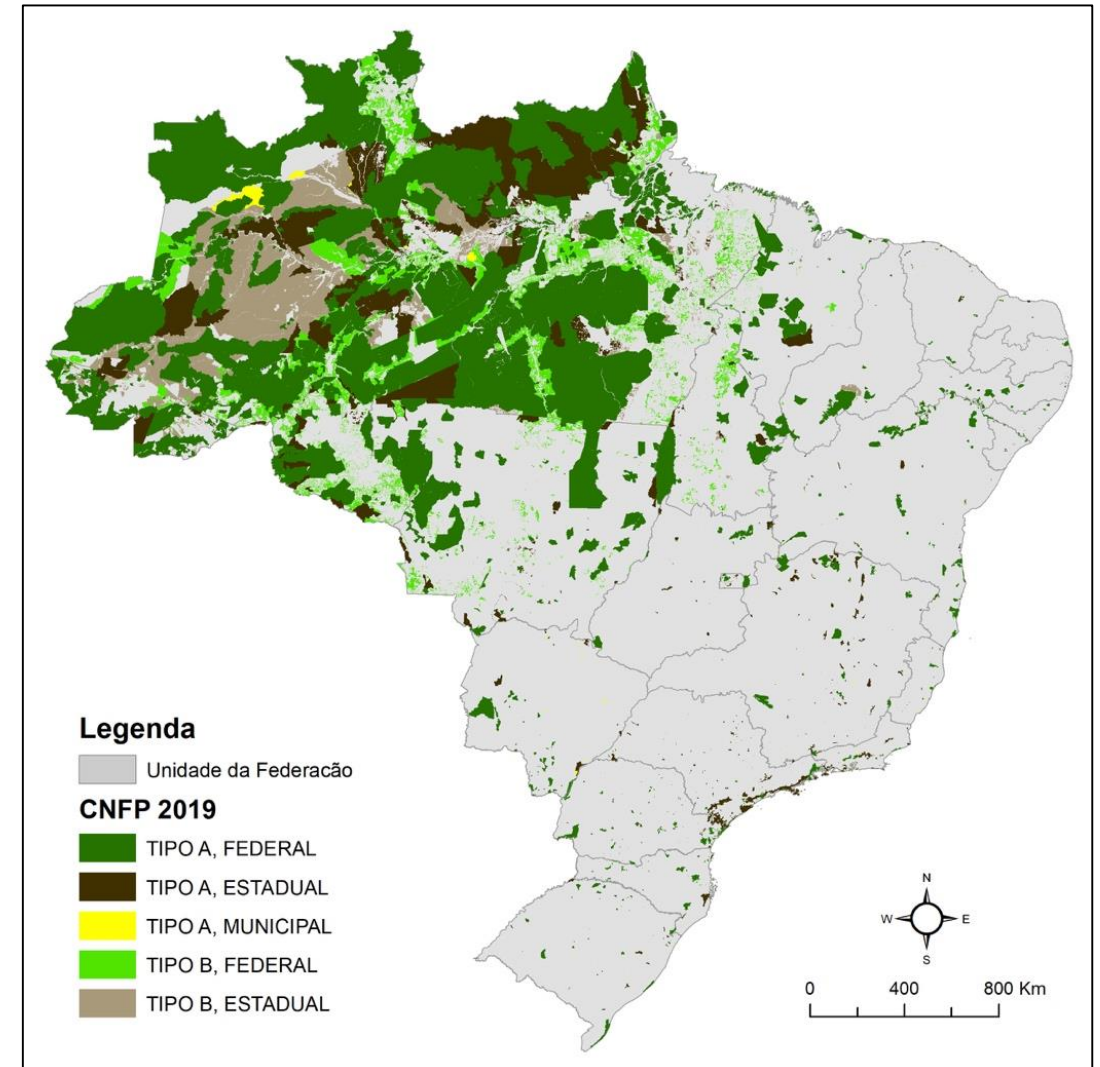 Legenda
Unidade da Federacão
CNFP 2019
TIPO A, FEDERAL
TIPO A, ESTADUAL
TIPO A, MUNICIPAL
TIPO B, FEDERAL
TIPO B, ESTADUAL
N
W E
S
0 400 800 Km